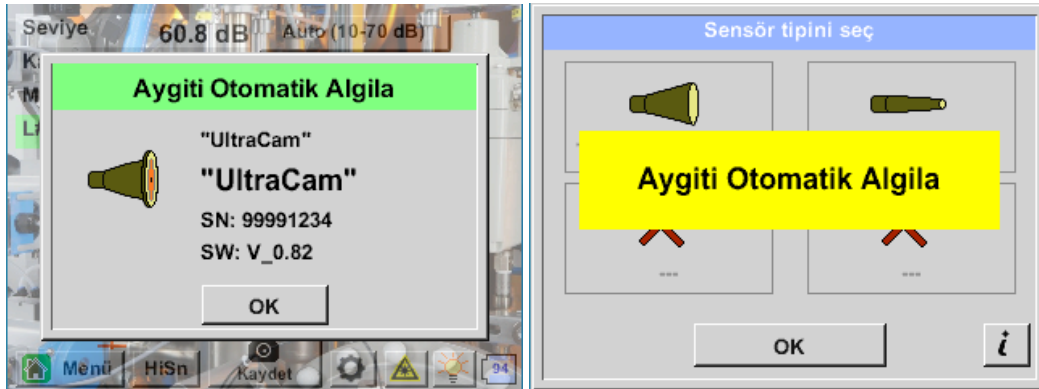 Seviye 60.8 dB Auto (10-70 dB)
Aygiti Otomatik Algila
"UltraCam"
"UltraCam"
SN: 99991234
SW: V_0.82
OK
Menü HiSn Kaydet 94
Sensör tipini seç
Aygiti Otomatik Algila
--- ---
OK i